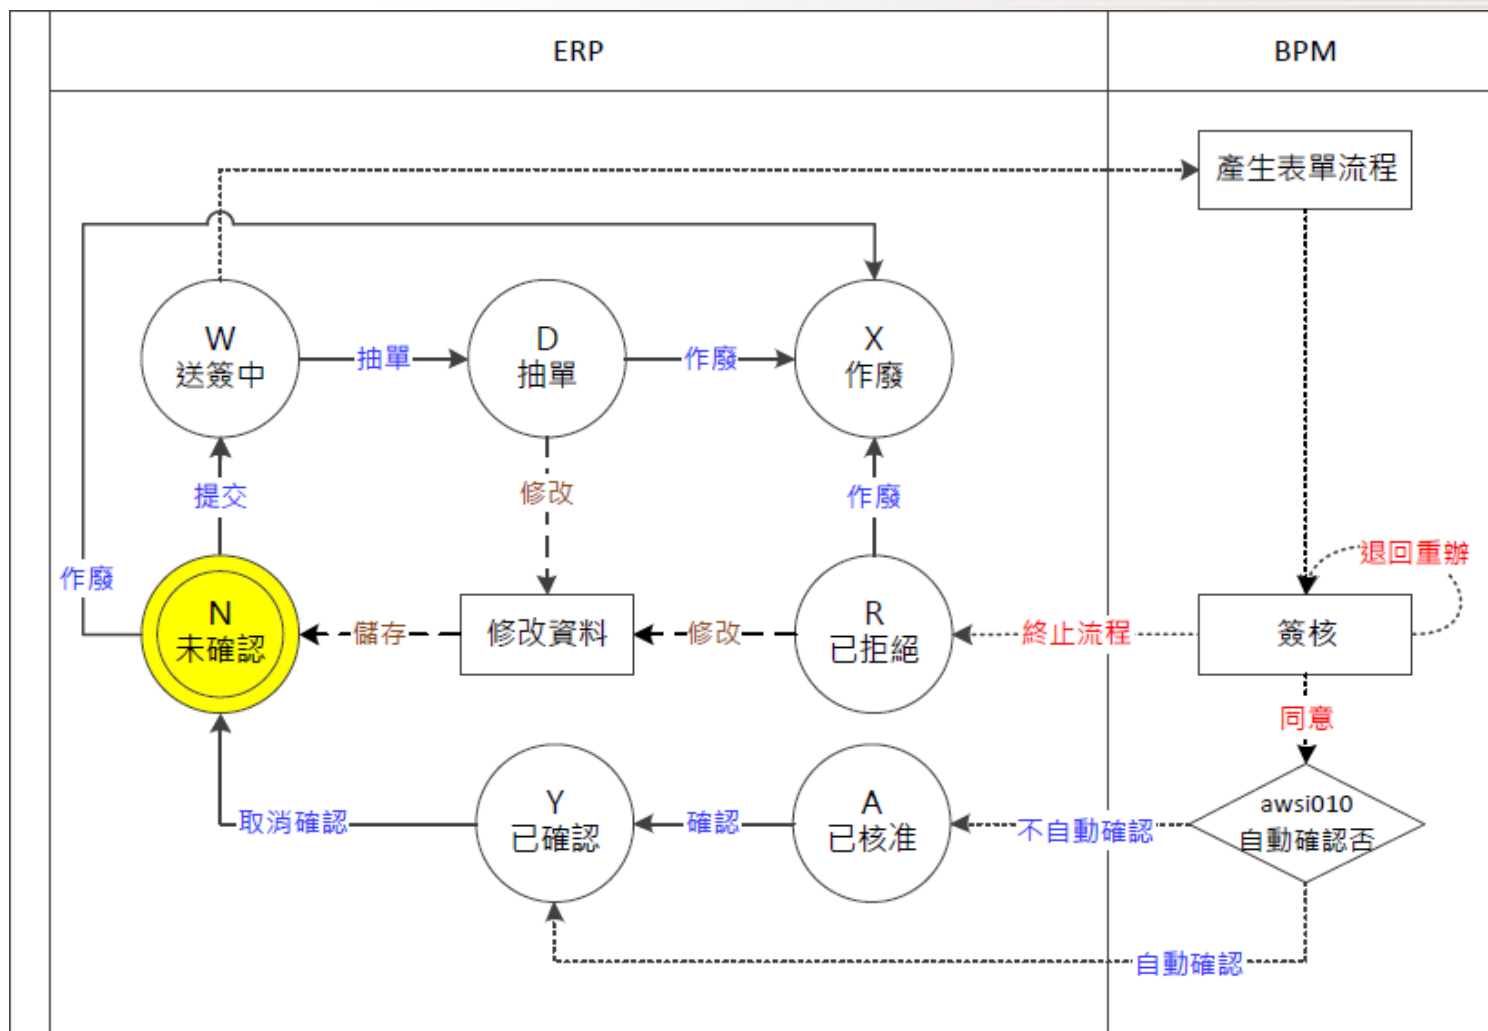 ERP
BPM
產生表單流程
W
送簽中
抽單
D
抽單
作廢
X
作廢
提交
修改
作廢
退回重辦
作廢
N
未確認
儲存
修改資料
修改
R
已拒絕
終止流程
簽核
同意
取消確認
Y
已確認
確認
A
已核准
不自動確認
awsi010
自動確認否
自動確認